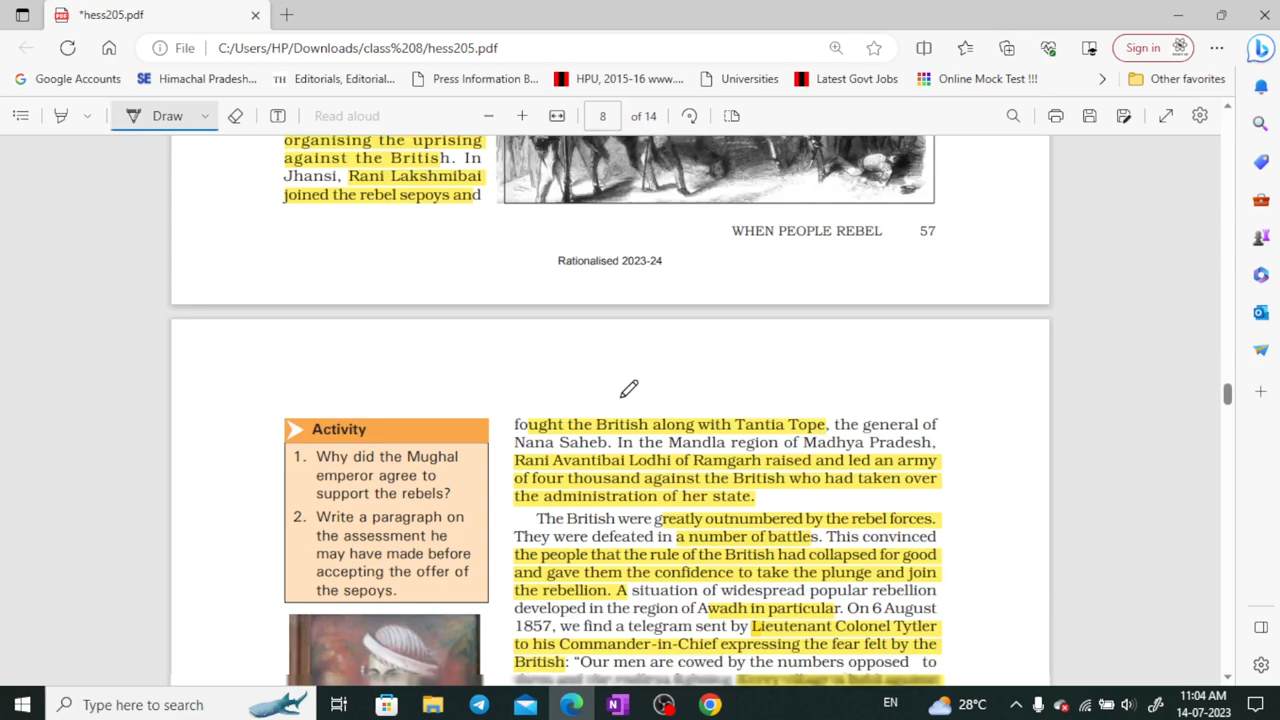 *hess205.pdf
File C:/Users/HP/Downloads/class%208/hess205.pdf
Sign in
Google Accounts SE Himachal Pradesh... TH Editorials, Editorial... Press Information B... HPU, 2015-16 www.... Universities Latest Govt Jobs Online Mock Test !!! Other favorites
Draw Read aloud 8 of 14
organising the uprising
against the British. In
Jhansi, Rani Lakshmibai
joined the rebel sepoys and
WHEN PEOPLE REBEL 57
Rationalised 2023-24
Activity
1. Why did the Mughal
emperor agree to
support the rebels?
2. Write a paragraph on
the assessment he
may have made before
accepting the offer of
the sepoys.
fought the British along with Tantia Tope, the general of
Nana Saheb. In the Mandla region of Madhya Pradesh,
Rani Avantibai Lodhi of Ramgarh raised and led an army
of four thousand against the British who had taken over
the administration of her state.
The British were greatly outnumbered by the rebel forces.
They were defeated in a number of battles. This convinced
the people that the rule of the British had collapsed for good
and gave them the confidence to take the plunge and join
the rebellion. A situation of widespread popular rebellion
developed in the region of Awadh in particular. On 6 August
1857, we find a telegram sent by Lieutenant Colonel Tytler
to his Commander-in-Chief expressing the fear felt by the
British: “Our men are cowed by the numbers opposed to
Type here to search
28°C
EN
11:04 AM
14-07-2023